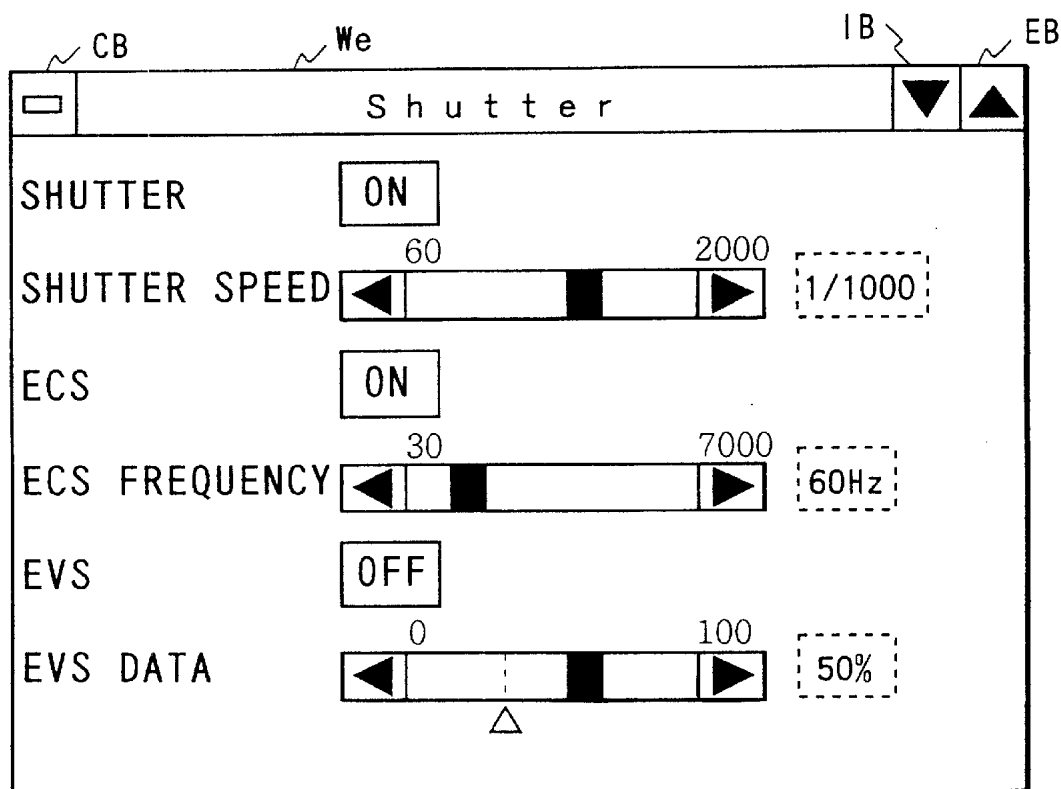 CB We IB EB
Shutter
SHUTTER ON
60 2000
SHUTTER SPEED 1/1000
ECS ON
30 7000
ECS FREQUENCY 60Hz
EVS OFF
0 100
EVS DATA 50%